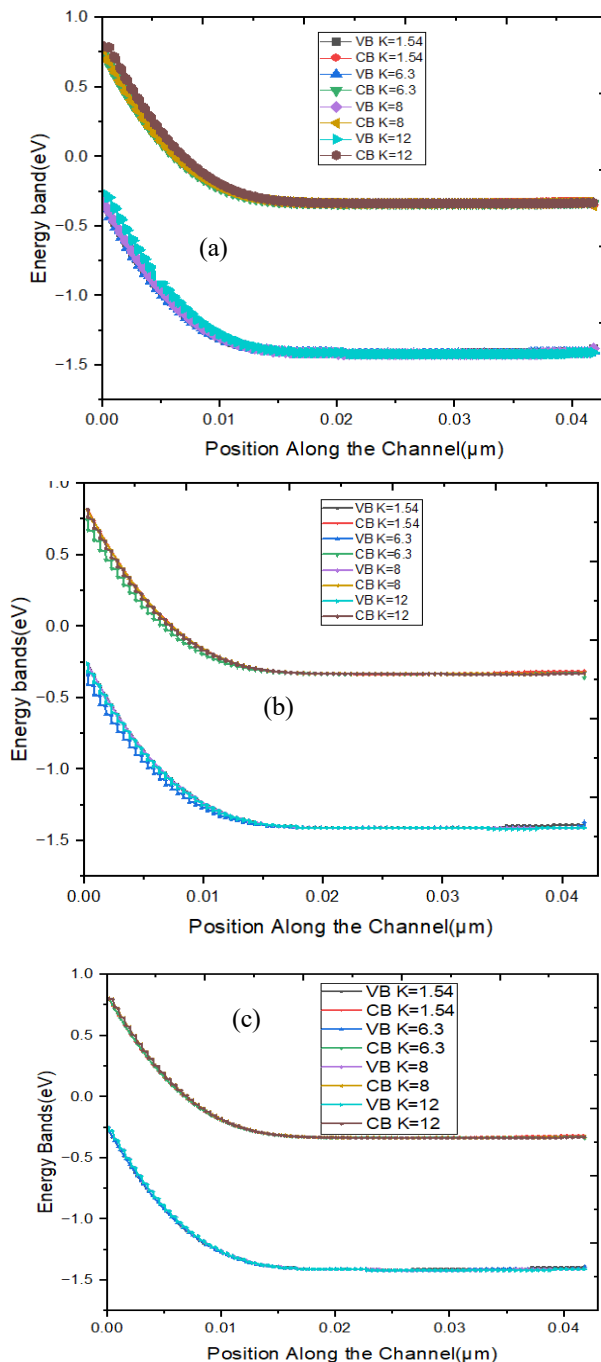 1.0
VB K=1.54
CB K=1.54
VB K=6.3
CB K=6.3
VB K=8
CB K=8
VB K=12
CB K=12
0.5
0.0
−0.5
−1.0
−1.5
Energy band(eV)
(a)
0.00 0.01 0.02 0.03 0.04
Position Along the Channel(μm)
1.0
VB K=1.54
CB K=1.54
VB K=6.3
CB K=6.3
VB K=8
CB K=8
VB K=12
CB K=12
0.5
0.0
−0.5
−1.0
−1.5
Energy bands(eV)
(b)
0.00 0.01 0.02 0.03 0.04
Position Along the Channel(μm)
1.0
VB K=1.54
CB K=1.54
VB K=6.3
CB K=6.3
VB K=8
CB K=8
VB K=12
CB K=12
0.5
0.0
−0.5
−1.0
−1.5
Energy Bands(eV)
(c)
0.00 0.01 0.02 0.03 0.04
Position Along the Channel(μm)